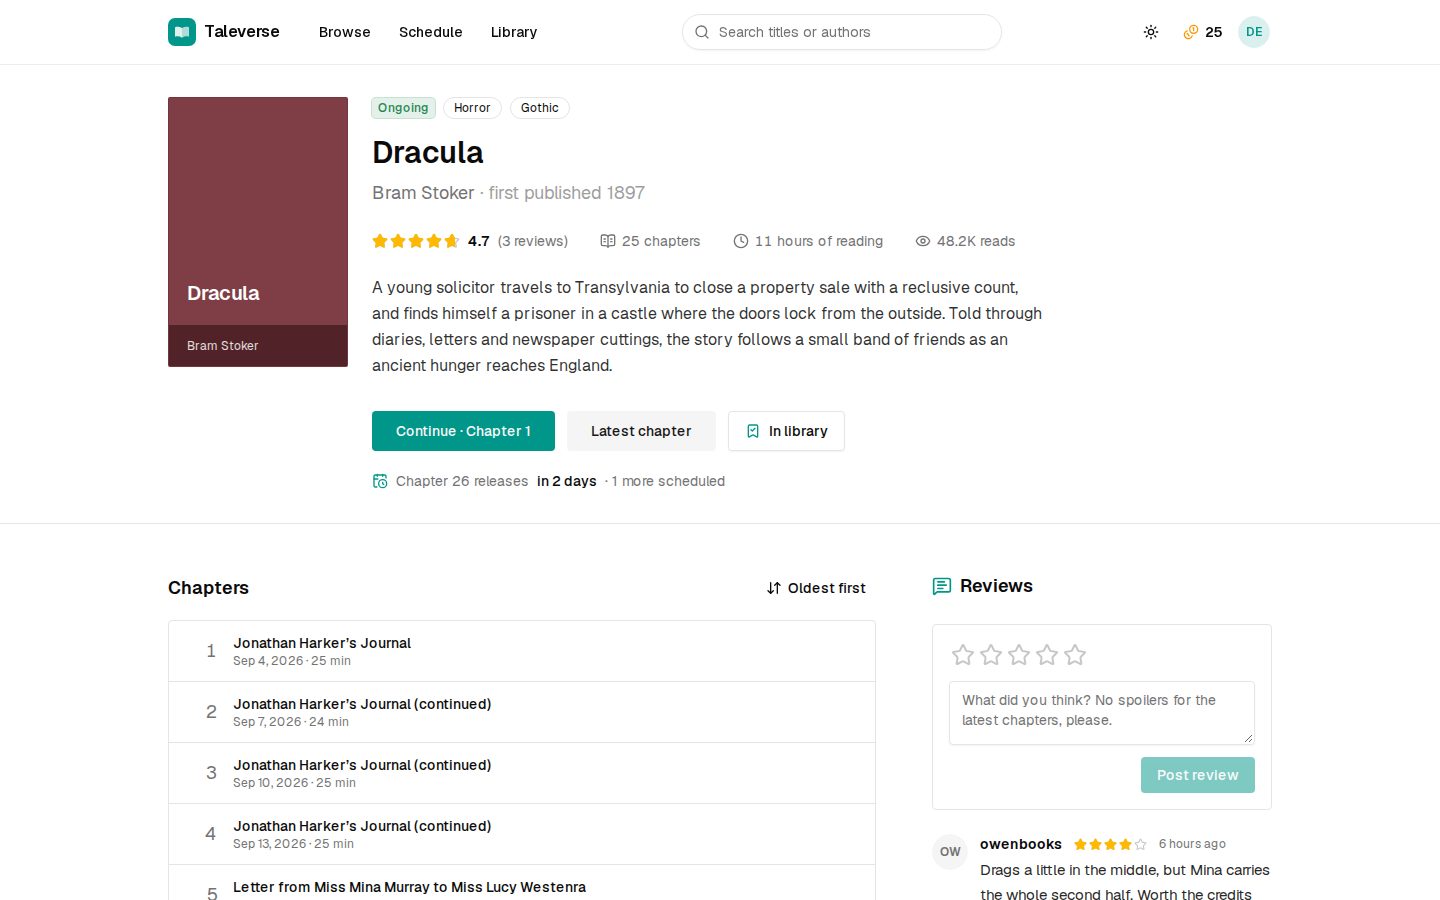 Taleverse
Browse
Schedule
Library
Search titles or authors
25
DE
Dracula
Bram Stoker
Ongoing
Horror
Gothic
Dracula
Bram Stoker · first published 1897
4.7 (3 reviews)
25 chapters
11 hours of reading
48.2K reads
A young solicitor travels to Transylvania to close a property sale with a reclusive count,
and finds himself a prisoner in a castle where the doors lock from the outside. Told through
diaries, letters and newspaper cuttings, the story follows a small band of friends as an
ancient hunger reaches England.
Continue · Chapter 1
Latest chapter
In library
Chapter 26 releases in 2 days · 1 more scheduled
Chapters
Oldest first
1
Jonathan Harker's Journal
Sep 4, 2026 · 25 min
2
Jonathan Harker's Journal (continued)
Sep 7, 2026 · 24 min
3
Jonathan Harker's Journal (continued)
Sep 10, 2026 · 25 min
4
Jonathan Harker's Journal (continued)
Sep 13, 2026 · 25 min
5
Letter from Miss Mina Murray to Miss Lucy Westenra
Reviews
What did you think? No spoilers for the
latest chapters, please.
Post review
OW
owenbooks
6 hours ago
Drags a little in the middle, but Mina carries
the whole second half. Worth the credits